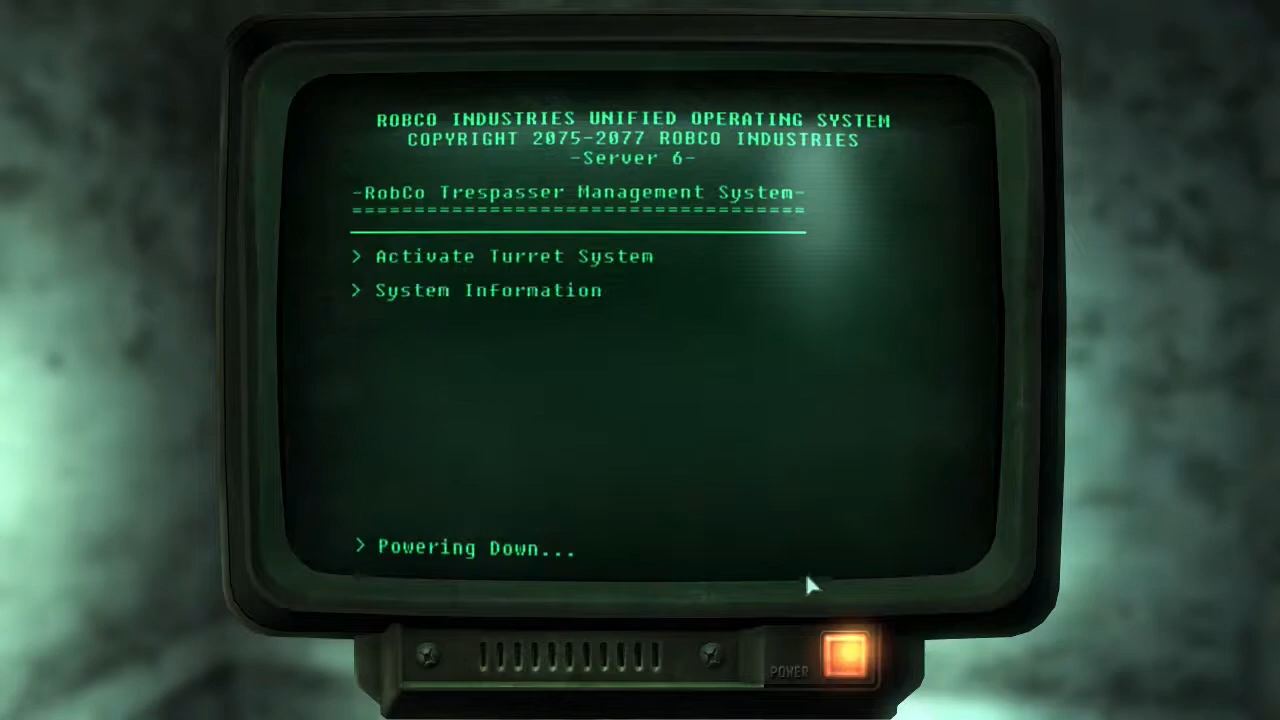 ROBCO INDUSTRIES UNIFIED OPERATING SYSTEM
COPYRIGHT 2075-2077 ROBCO INDUSTRIES
-Server 6-
-RobCo Trespasser Management System-
====================================
> Activate Turret System
> System Information
> Powering Down...
POWER